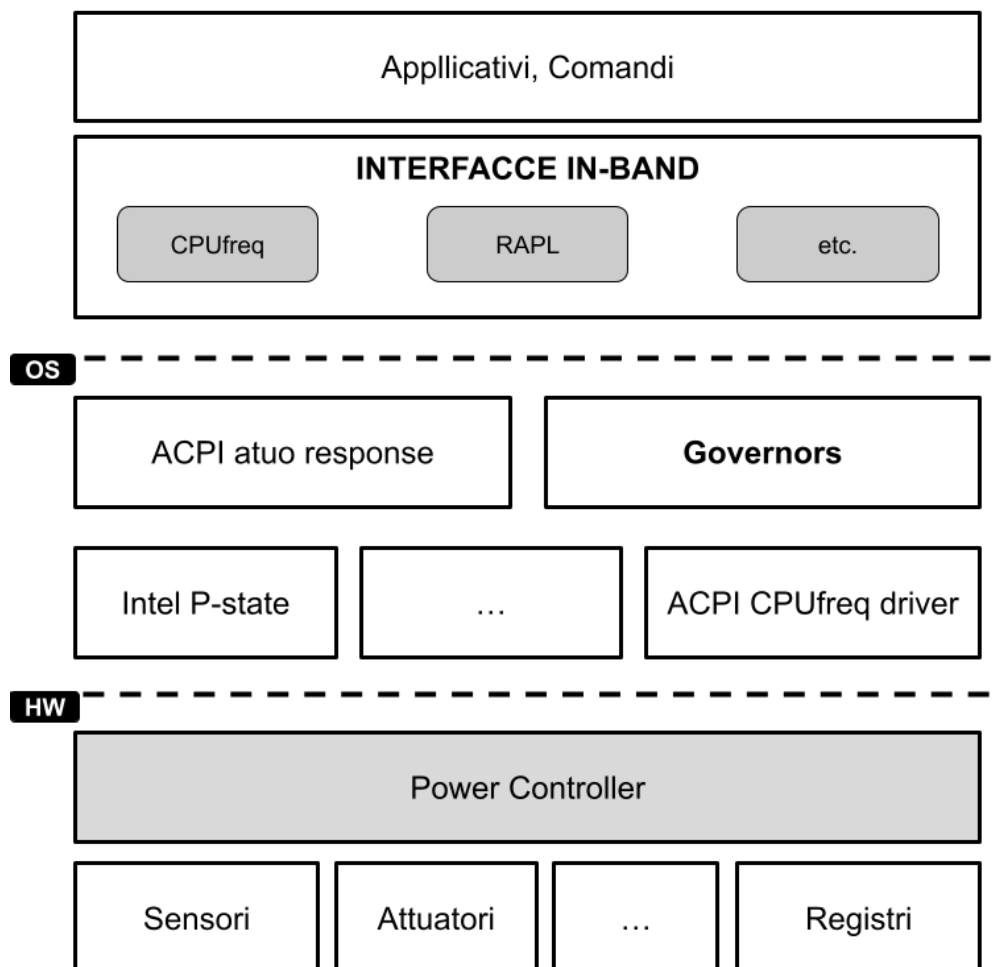 Appllicativi, Comandi
INTERFACCE IN-BAND
CPUfreq
RAPL
etc.
OS
ACPI atuo response
Governors
Intel P-state
…
ACPI CPUfreq driver
HW
Power Controller
Sensori
Attuatori
…
Registri